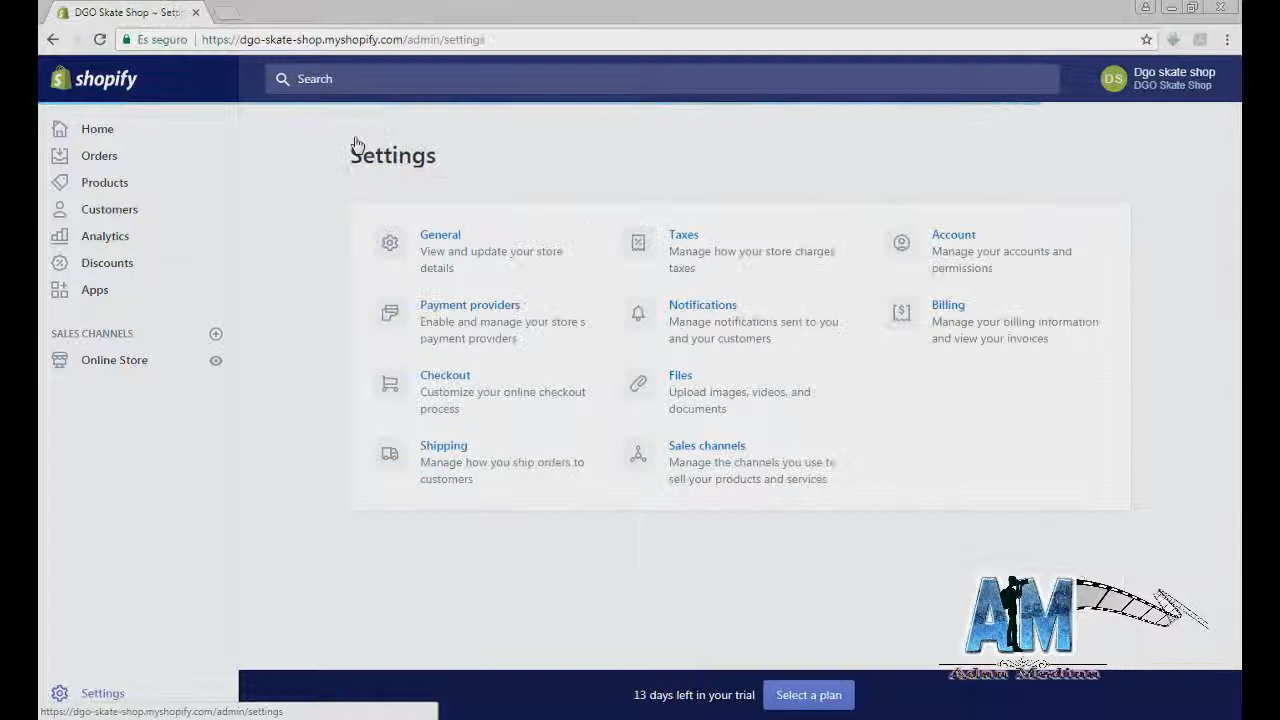 DGO Skate Shop ~ Set
Es seguro
https://dgo-skate-shop.myshopify.com/admin/settings
shopify
Search
DS
Dgo skate shop
DGO Skate Shop
Home
Orders
Products
Customers
Analytics
Discounts
Apps
SALES CHANNELS
Online Store
Settings
General
View and update your store
details
Payment providers
Enable and manage your store's
payment providers
Checkout
Customize your online checkout
process
Shipping
Manage how you ship orders to
customers
Taxes
Manage how your store charges
taxes
Notifications
Manage notifications sent to you
and your customers
Files
Upload images, videos, and
documents
Sales channels
Manage the channels you use to
sell your products and services
Account
Manage your accounts and
permissions
Billing
Manage your billing information
and view your invoices
AM
Adan Medina
Settings
13 days left in your trial
Select a plan
https://dgo-skate-shop.myshopify.com/admin/settings